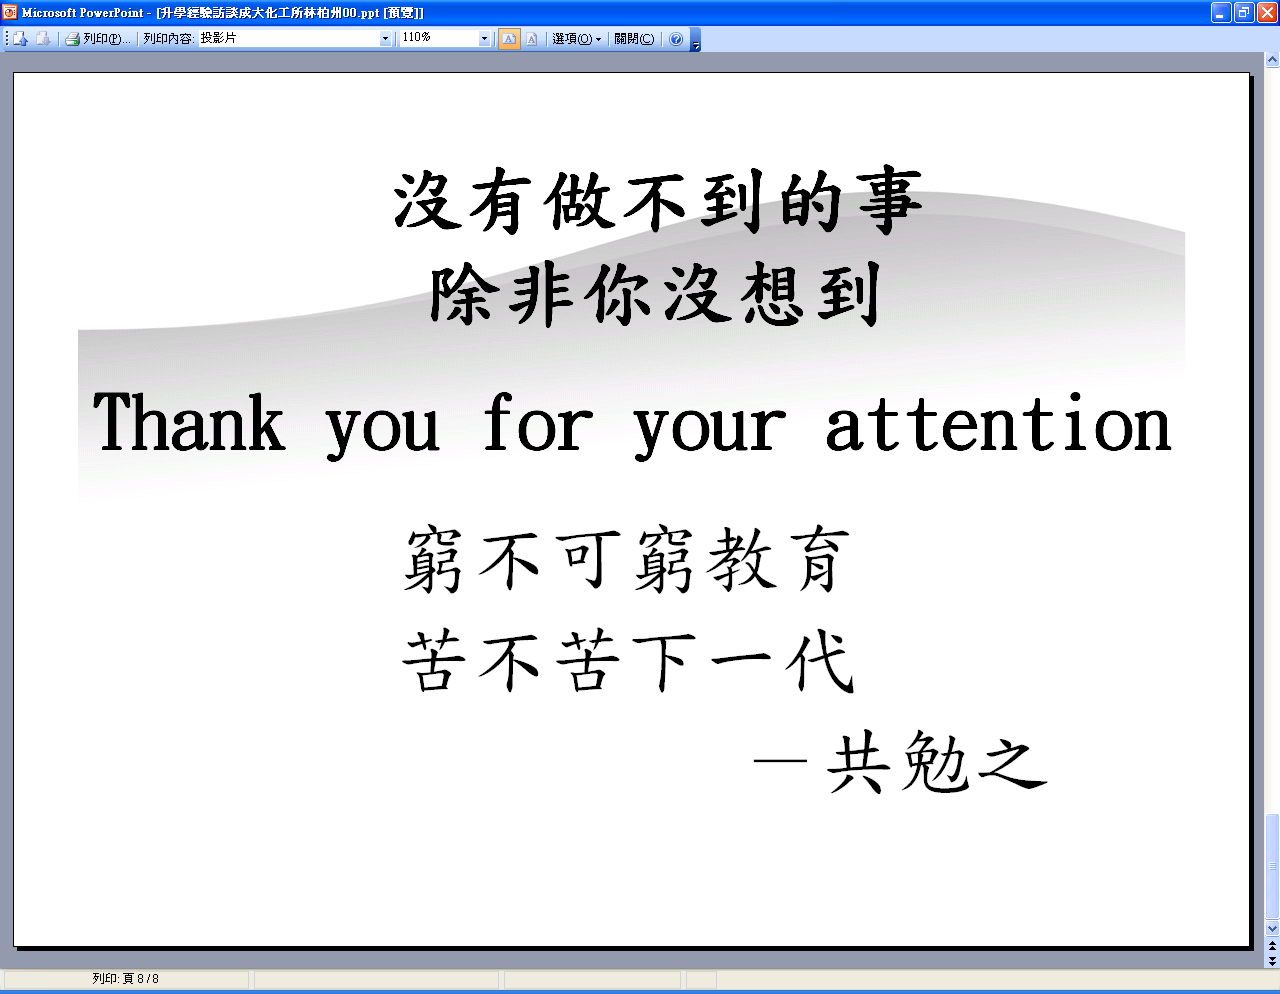 Microsoft PowerPoint - [升學經驗訪談成大化工所林柏州00.ppt [預覽]]
列印(P)... 列印內容: 投影片 110% 選項(O) 關閉(C)
沒有做不到的事
除非你沒想到
Thank you for your attention
窮不可窮教育
苦不苦下一代
— 共勉之
列印: 頁 8 / 8